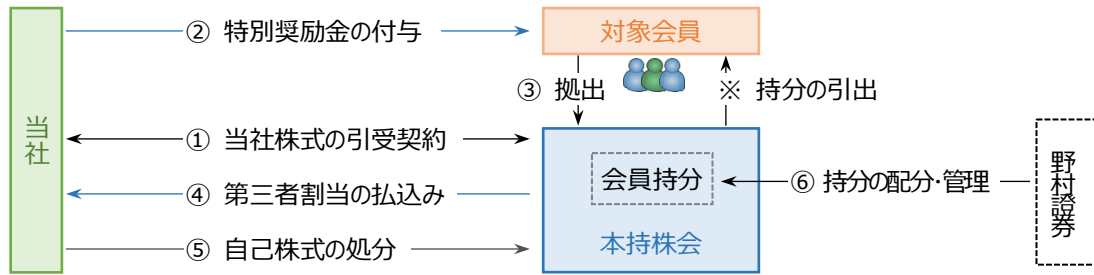 ② 特別奨励金の付与
対象会員
③ 拠出
※ 持分の引出
当社
① 当社株式の引受契約
会員持分
④ 第三者割当の払込み
⑥ 持分の配分・管理
野村證券
⑤ 自己株式の処分
本持株会